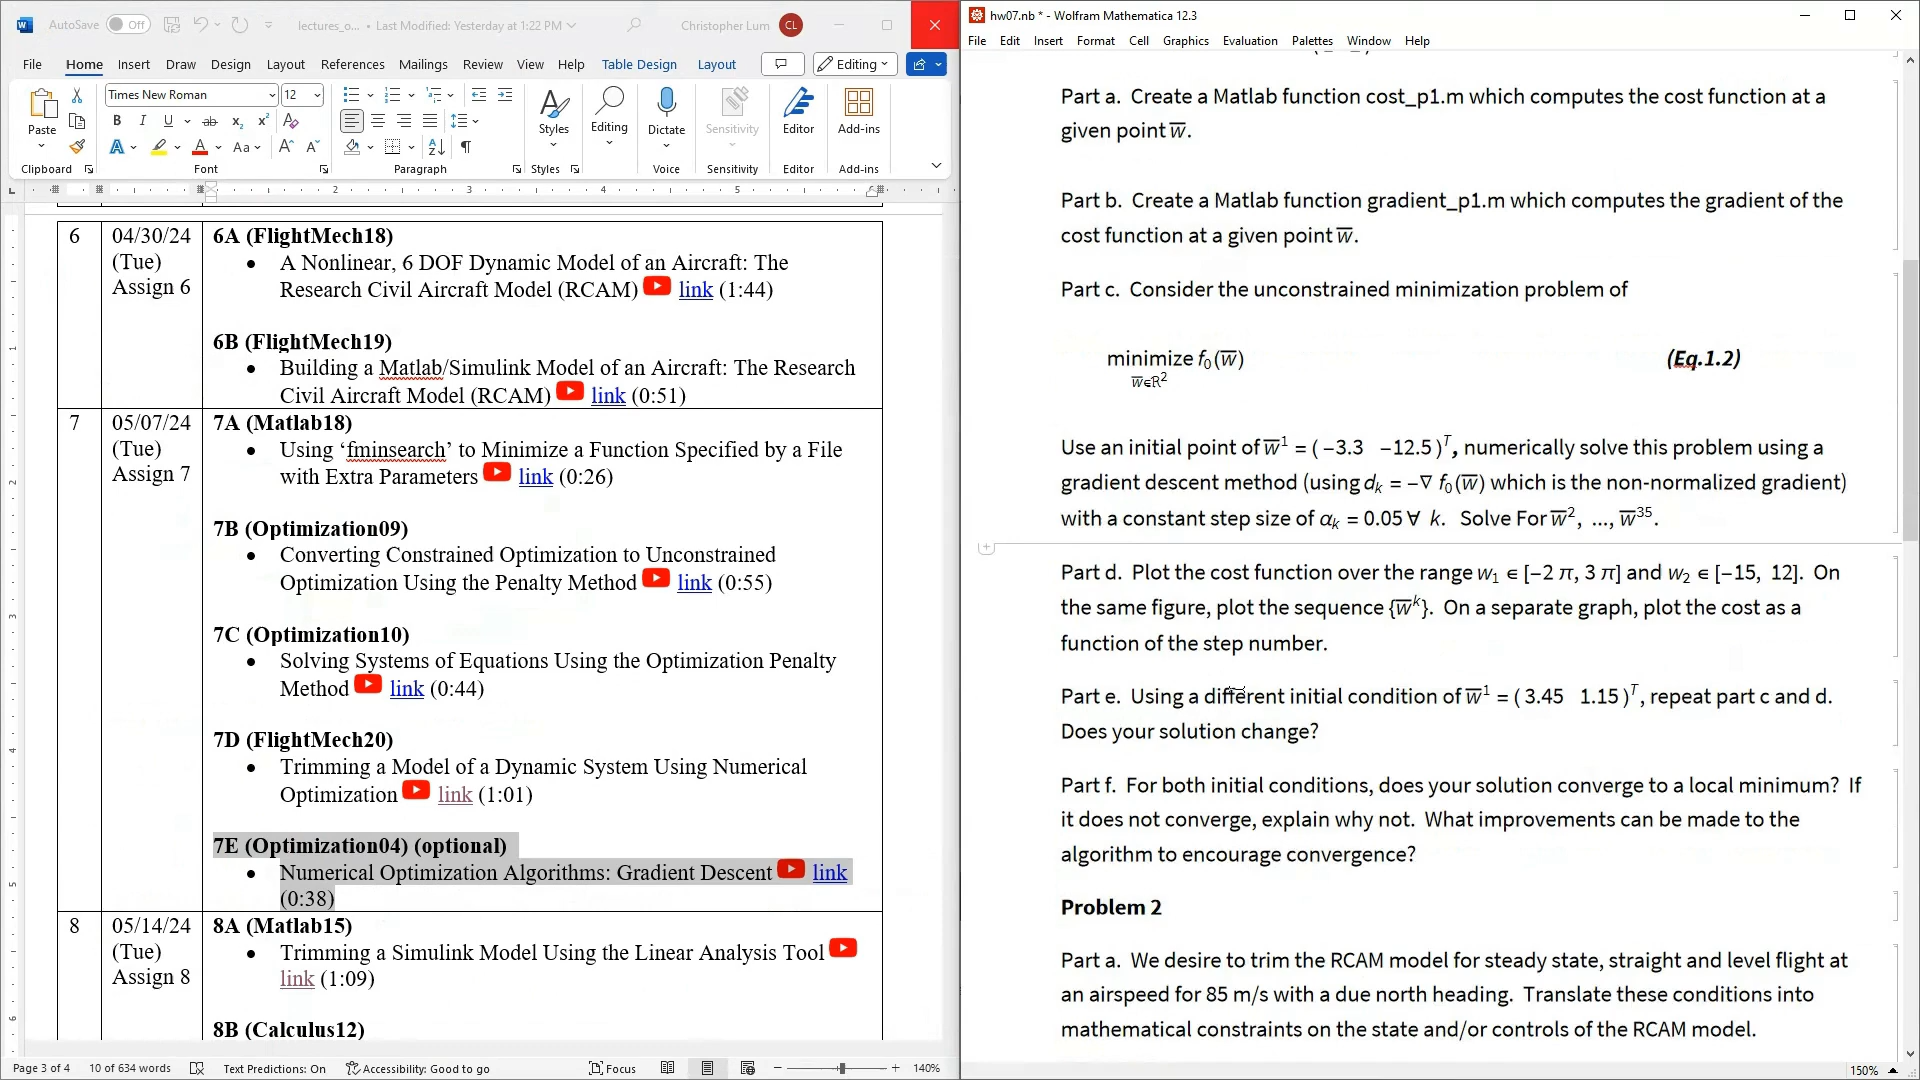 AutoSave Off
lectures_o... • Last Modified: Yesterday at 1:22 PM
Christopher Lum CL
File Home Insert Draw Design Layout References Mailings Review View Help Table Design Layout Editing
Times New Roman 12
Paste
B I U ab x₂ x²
A A Aa A A
Styles Editing Dictate Sensitivity Editor Add-ins
Clipboard Font Paragraph Styles Voice Sensitivity Editor Add-ins
2 3 4 5
6 04/30/24 (Tue) Assign 6
6A (FlightMech18)
• A Nonlinear, 6 DOF Dynamic Model of an Aircraft: The
Research Civil Aircraft Model (RCAM) link (1:44)
6B (FlightMech19)
• Building a Matlab/Simulink Model of an Aircraft: The Research
Civil Aircraft Model (RCAM) link (0:51)
7 05/07/24 (Tue) Assign 7
7A (Matlab18)
• Using ‘fminsearch’ to Minimize a Function Specified by a File
with Extra Parameters link (0:26)
7B (Optimization09)
• Converting Constrained Optimization to Unconstrained
Optimization Using the Penalty Method link (0:55)
7C (Optimization10)
• Solving Systems of Equations Using the Optimization Penalty
Method link (0:44)
7D (FlightMech20)
• Trimming a Model of a Dynamic System Using Numerical
Optimization link (1:01)
7E (Optimization04) (optional)
• Numerical Optimization Algorithms: Gradient Descent link
(0:38)
8 05/14/24 (Tue) Assign 8
8A (Matlab15)
• Trimming a Simulink Model Using the Linear Analysis Tool
link (1:09)
8B (Calculus12)
Page 3 of 4 10 of 634 words Text Predictions: On Accessibility: Good to go Focus 140%
hw07.nb * - Wolfram Mathematica 12.3
File Edit Insert Format Cell Graphics Evaluation Palettes Window Help
Part a. Create a Matlab function cost_p1.m which computes the cost function at a
given point w̅.
Part b. Create a Matlab function gradient_p1.m which computes the gradient of the
cost function at a given point w̅.
Part c. Consider the unconstrained minimization problem of
minimize f₀(w̅) (Eq.1.2)
w̅∈ℝ²
Use an initial point of w̅¹ = ( −3.3 −12.5 )ᵀ, numerically solve this problem using a
gradient descent method (using dₖ = −∇ f₀(w̅) which is the non-normalized gradient)
with a constant step size of αₖ = 0.05 ∀ k. Solve For w̅², ..., w̅³⁵.
Part d. Plot the cost function over the range w₁ ∈ [−2 π, 3 π] and w₂ ∈ [−15, 12]. On
the same figure, plot the sequence {w̅ᵏ}. On a separate graph, plot the cost as a
function of the step number.
Part e. Using a different initial condition of w̅¹ = ( 3.45 1.15 )ᵀ, repeat part c and d.
Does your solution change?
Part f. For both initial conditions, does your solution converge to a local minimum? If
it does not converge, explain why not. What improvements can be made to the
algorithm to encourage convergence?
Problem 2
Part a. We desire to trim the RCAM model for steady state, straight and level flight at
an airspeed for 85 m/s with a due north heading. Translate these conditions into
mathematical constraints on the state and/or controls of the RCAM model.
150%